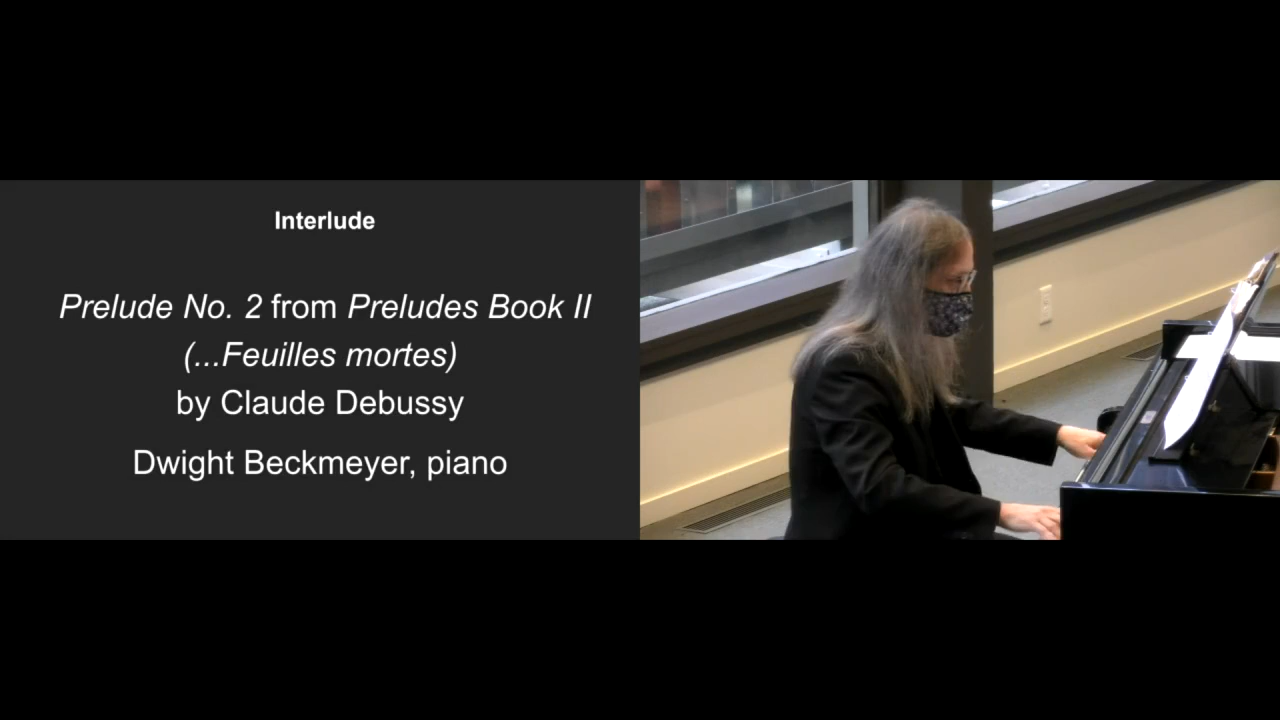 Interlude
Prelude No. 2 from Preludes Book II
(...Feuilles mortes)
by Claude Debussy
Dwight Beckmeyer, piano